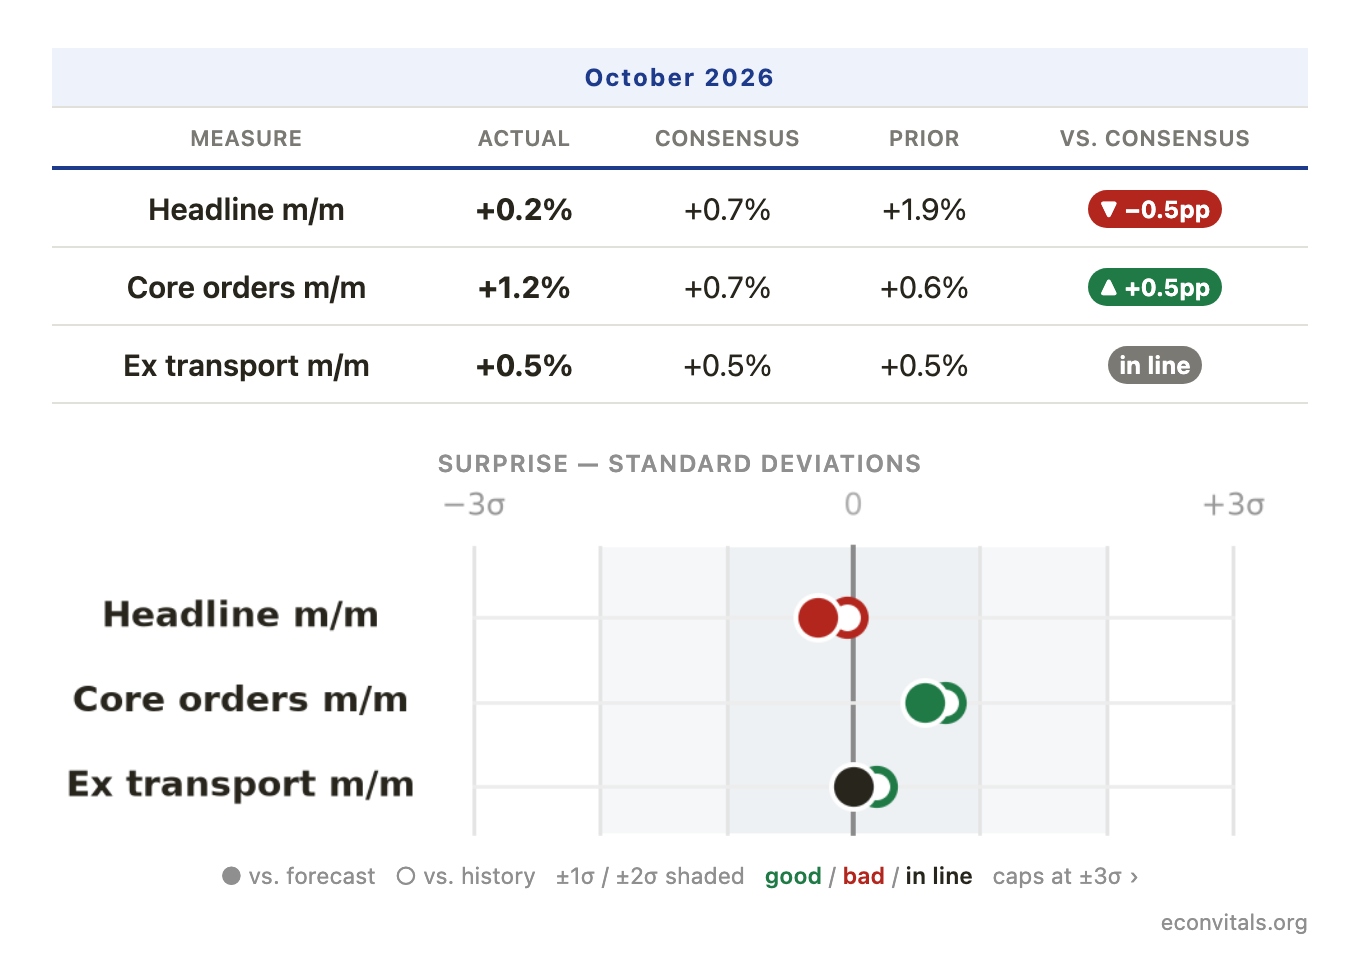 October 2026
MEASURE ACTUAL CONSENSUS PRIOR VS. CONSENSUS
Headline m/m +0.2% +0.7% +1.9% ▼ −0.5pp
Core orders m/m +1.2% +0.7% +0.6% ▲ +0.5pp
Ex transport m/m +0.5% +0.5% +0.5% in line
SURPRISE — STANDARD DEVIATIONS
−3σ 0 +3σ
Headline m/m
Core orders m/m
Ex transport m/m
vs. forecast vs. history ±1σ / ±2σ shaded good / bad / in line caps at ±3σ ›
econvitals.org